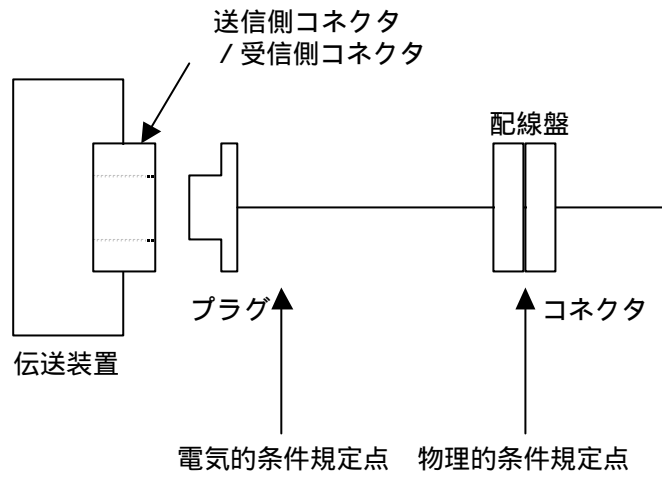 送信側コネクタ
/受信側コネクタ
配線盤
プラグ
コネクタ
伝送装置
電気的条件規定点
物理的条件規定点